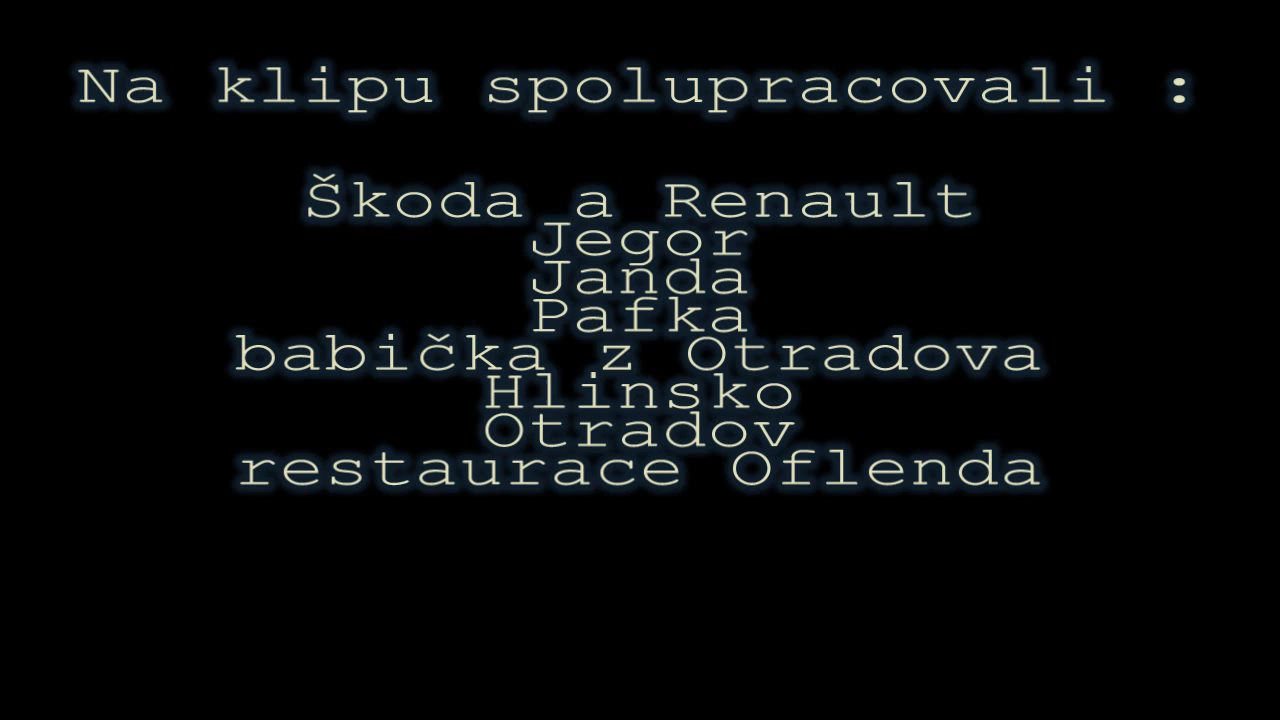 Na klipu spolupracovali :
Škoda a Renault
Jegor
Janda
Pafka
babička z Otradova
Hlinsko
Otradov
restaurace Oflenda